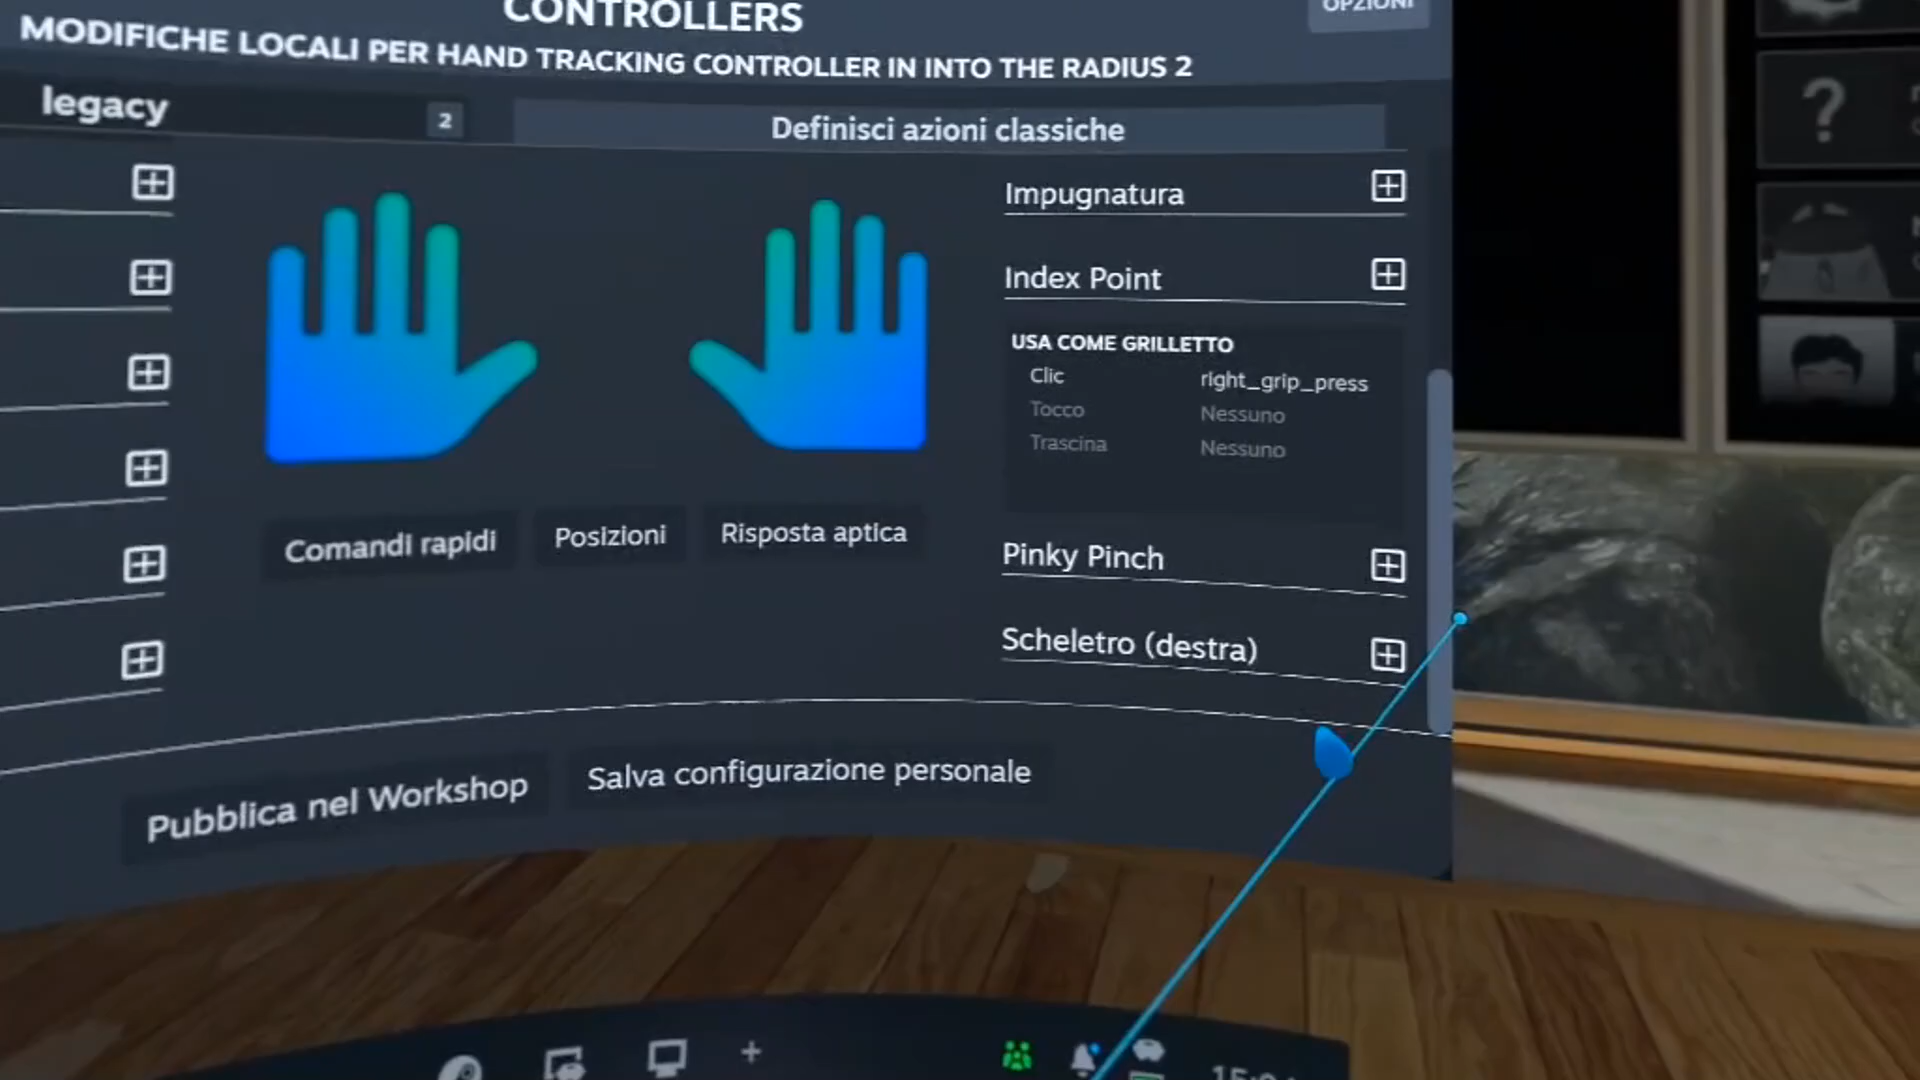 CONTROLLERS
OPZIONI
MODIFICHE LOCALI PER HAND TRACKING CONTROLLER IN INTO THE RADIUS 2
legacy
2
Definisci azioni classiche
Impugnatura
Index Point
USA COME GRILLETTO
Clic right_grip_press
Tocco Nessuno
Trascina Nessuno
Comandi rapidi
Posizioni
Risposta aptica
Pinky Pinch
Scheletro (destra)
Pubblica nel Workshop
Salva configurazione personale